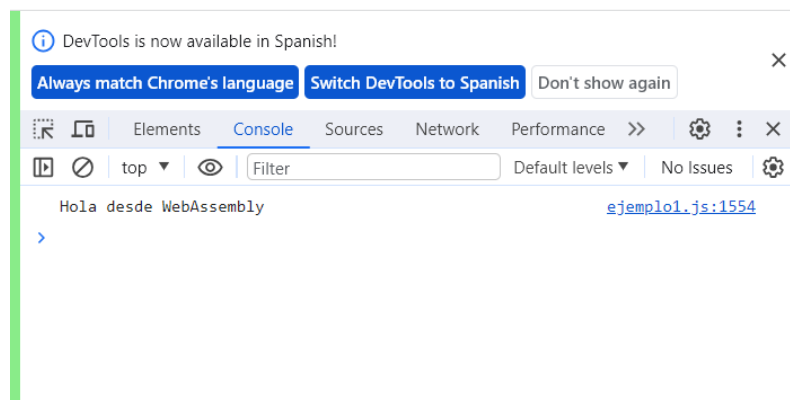 DevTools is now available in Spanish!
Always match Chrome's language Switch DevTools to Spanish Don't show again
Elements Console Sources Network Performance
top Filter Default levels No Issues
Hola desde WebAssembly ejemplo1.js:1554